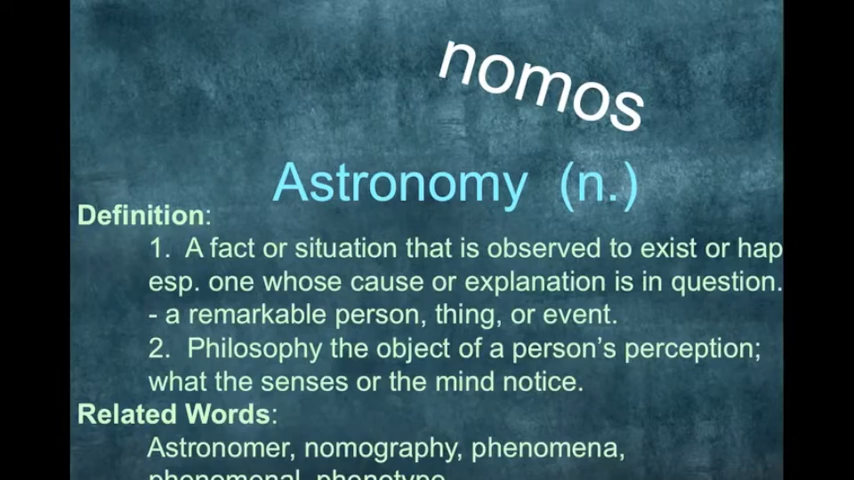 nomos
Astronomy (n.)
Definition:
1. A fact or situation that is observed to exist or hap
esp. one whose cause or explanation is in question.
- a remarkable person, thing, or event.
2. Philosophy the object of a person’s perception;
what the senses or the mind notice.
Related Words:
Astronomer, nomography, phenomena,
phenomenal, phenotype